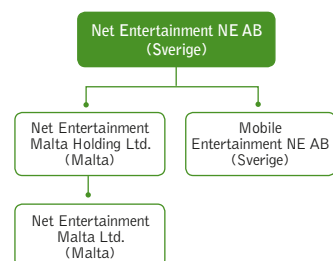 Net Entertainment NE AB
(Sverige)
Net Entertainment
Malta Holding Ltd.
(Malta)
Mobile
Entertainment NE AB
(Sverige)
Net Entertainment
Malta Ltd.
(Malta)